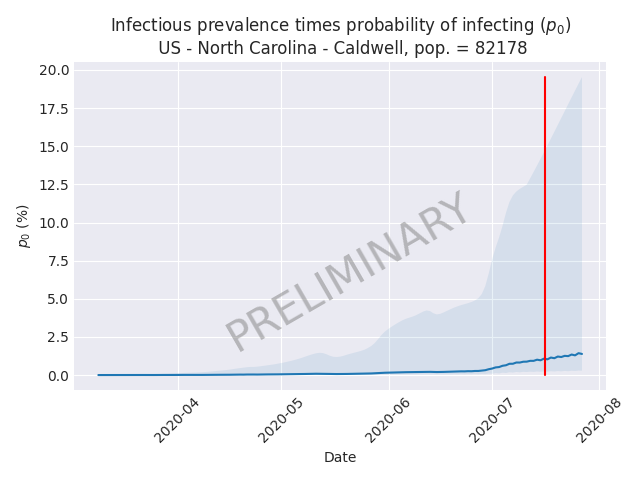 Infectious prevalence times probability of infecting (p₀)
US - North Carolina - Caldwell, pop. = 82178
20.0
17.5
15.0
12.5
10.0
7.5
5.0
2.5
0.0
p₀ (%)
PRELIMINARY
2020-04
2020-05
2020-06
2020-07
2020-08
Date